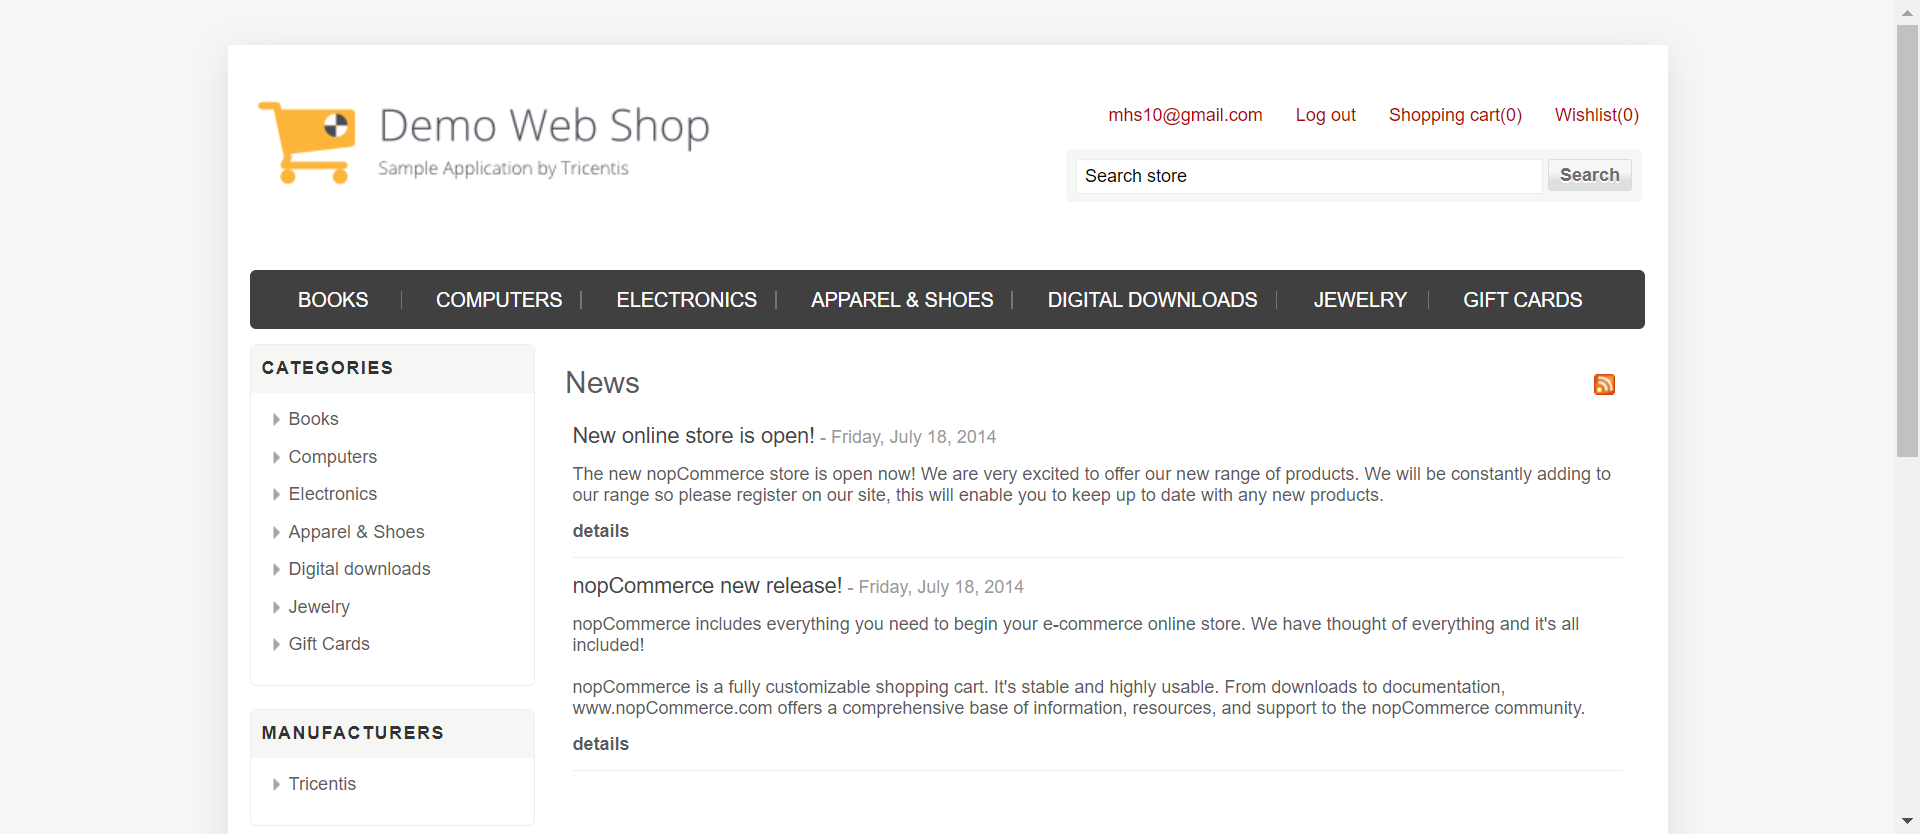 Demo Web Shop
Sample Application by Tricentis
mhs10@gmail.com Log out Shopping cart(0) Wishlist(0)
Search store Search
BOOKS COMPUTERS ELECTRONICS APPAREL & SHOES DIGITAL DOWNLOADS JEWELRY GIFT CARDS
CATEGORIES
Books
Computers
Electronics
Apparel & Shoes
Digital downloads
Jewelry
Gift Cards
MANUFACTURERS
Tricentis
News
New online store is open! - Friday, July 18, 2014
The new nopCommerce store is open now! We are very excited to offer our new range of products. We will be constantly adding to
our range so please register on our site, this will enable you to keep up to date with any new products.
details
nopCommerce new release! - Friday, July 18, 2014
nopCommerce includes everything you need to begin your e-commerce online store. We have thought of everything and it's all
included!
nopCommerce is a fully customizable shopping cart. It's stable and highly usable. From downloads to documentation,
www.nopCommerce.com offers a comprehensive base of information, resources, and support to the nopCommerce community.
details